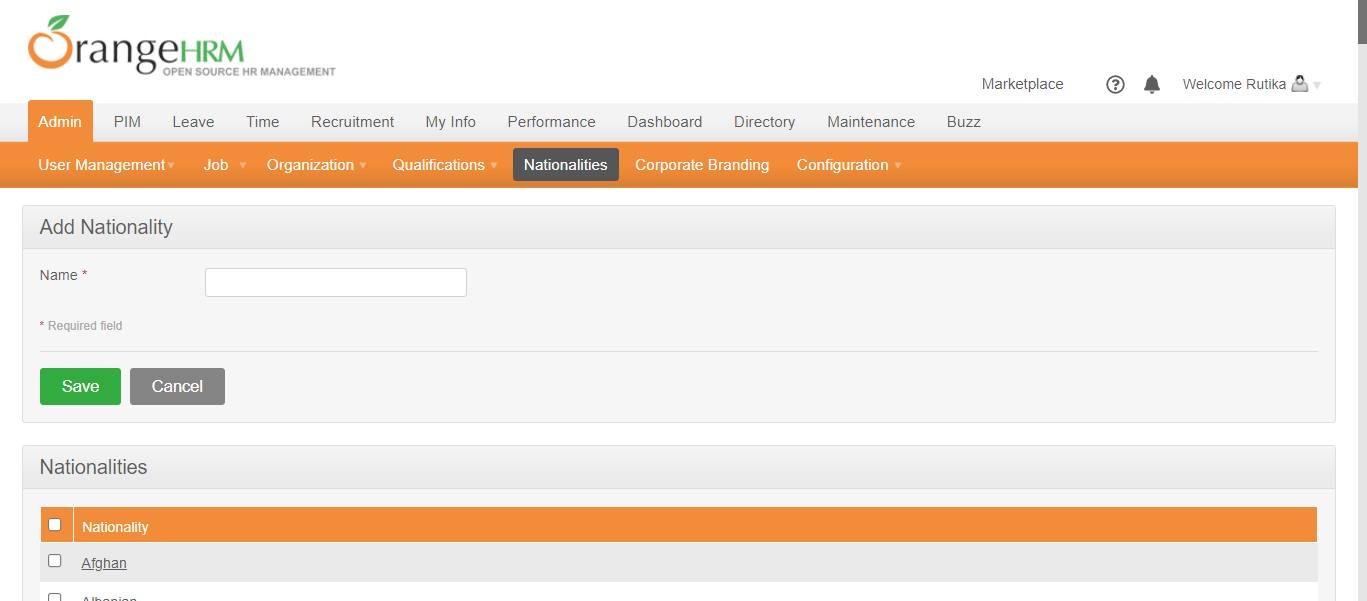 OrangeHRM
OPEN SOURCE HR MANAGEMENT
Marketplace ? Welcome Rutika
Admin PIM Leave Time Recruitment My Info Performance Dashboard Directory Maintenance Buzz
User Management Job Organization Qualifications Nationalities Corporate Branding Configuration
Add Nationality
Name *
* Required field
Save Cancel
Nationalities
Nationality
Afghan
Albanian